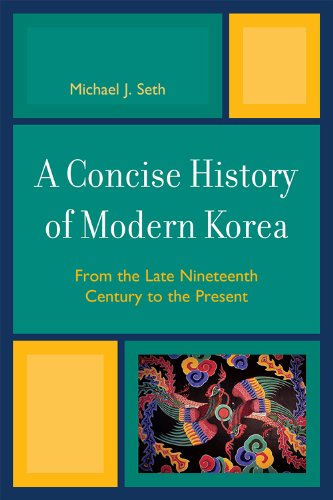 Michael J. Seth
A Concise History
of Modern Korea
From the Late Nineteenth
Century to the Present